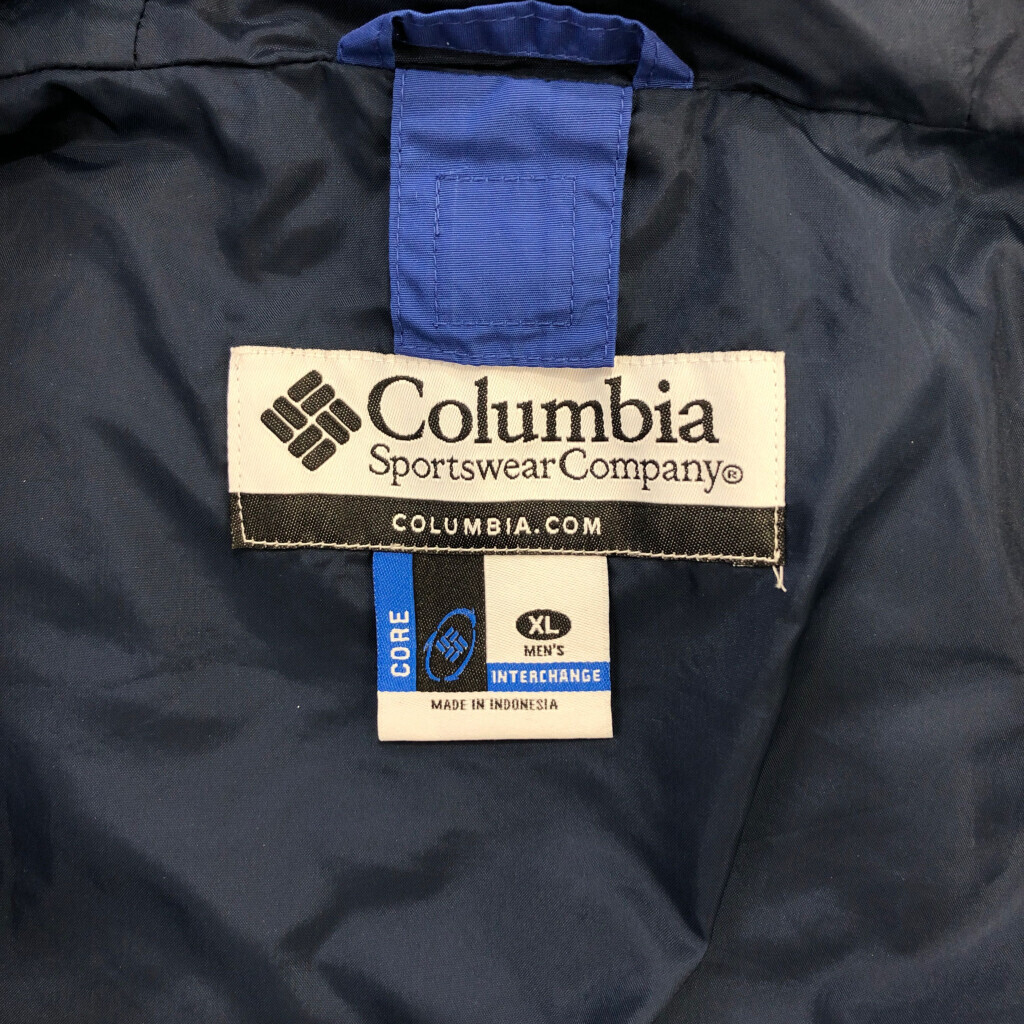 Columbia
Sportswear Company®
COLUMBIA.COM
CORE
XL
MEN'S
INTERCHANGE
MADE IN INDONESIA